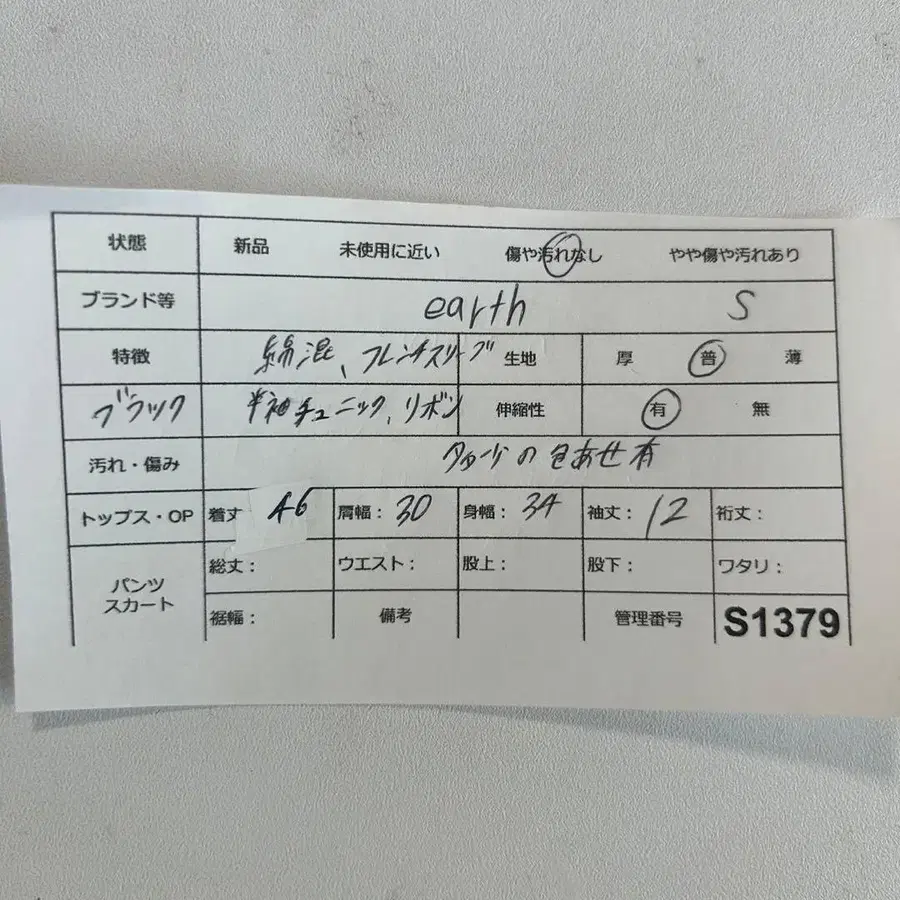 状態 新品 未使用に近い 傷や汚れなし やや傷や汚れあり
ブランド等 earth S
特徴 綿混、フレンチスリーブ 生地 厚 普 薄
ブラック 半袖チュニック、リボン 伸縮性 有 無
汚れ・傷み 多少の色あせ有
トップス・OP 着丈 46 肩幅：30 身幅：34 袖丈：12 裄丈：
パンツ スカート 総丈： ウエスト： 股上： 股下： ワタリ：
裾幅： 備考 管理番号 S1379